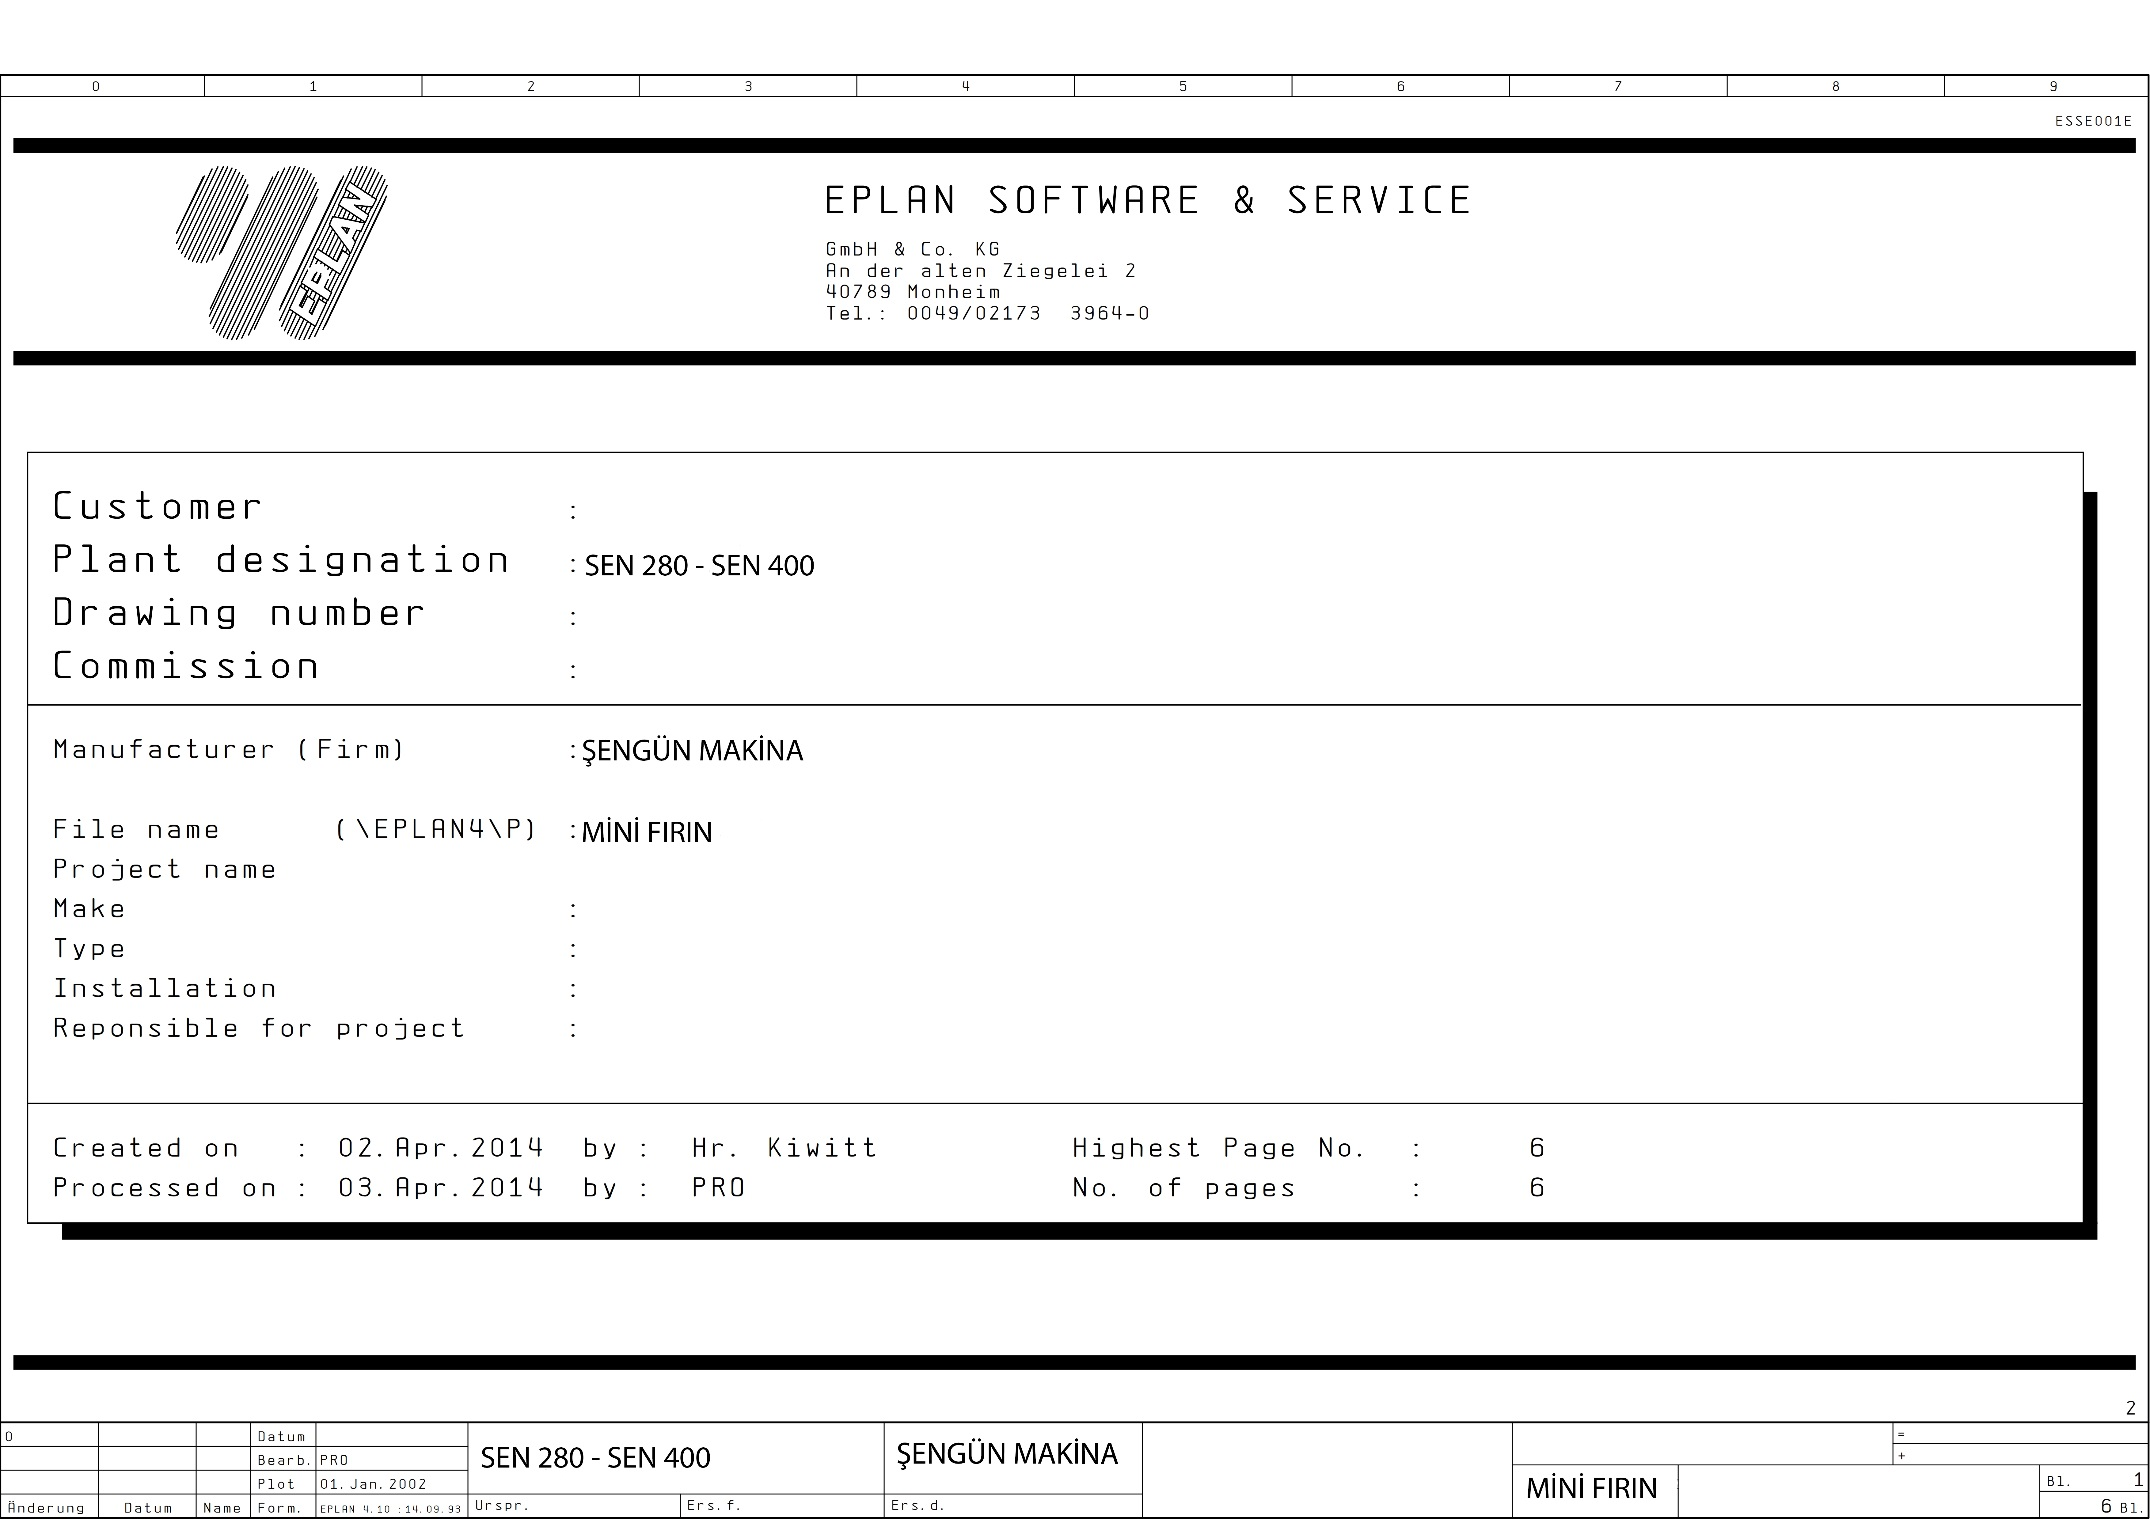 0 1 2 3 4 5 6 7 8 9
ESSE001E
EPLAN
EPLAN SOFTWARE & SERVICE
GmbH & Co. KG
An der alten Ziegelei 2
40789 Monheim
Tel.: 0049/02173 3964-0
Customer :
Plant designation : SEN 280 - SEN 400
Drawing number :
Commission :
Manufacturer (Firm) : ŞENGÜN MAKİNA
File name (\EPLAN4\P) : MİNİ FIRIN
Project name
Make :
Type :
Installation :
Reponsible for project :
Created on : 02.Apr.2014 by : Hr. Kiwitt Highest Page No. : 6
Processed on : 03.Apr.2014 by : PRO No. of pages : 6
2
0 Datum =
Bearb. PRO SEN 280 - SEN 400 ŞENGÜN MAKİNA +
Plot 01.Jan.2002 MİNİ FIRIN Bl. 1
Änderung Datum Name Form. EPLAN 4.10 :14.09.93 Urspr. Ers.f. Ers.d. 6 Bl.